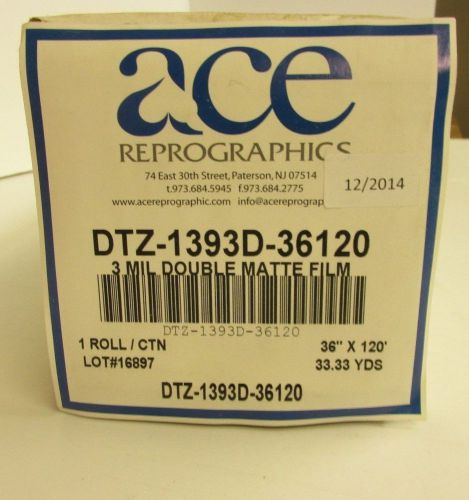 ace
REPROGRAPHICS
74 East 30th Street, Paterson, NJ 07514
t.973.684.5945 f.973.684.2775
12/2014
www.acereprographic.com info@acereprograp
DTZ-1393D-36120
3 MIL DOUBLE MATTE FILM
DTZ-1393D-36120
1 ROLL / CTN 36" X 120'
LOT#16897 33.33 YDS
DTZ-1393D-36120